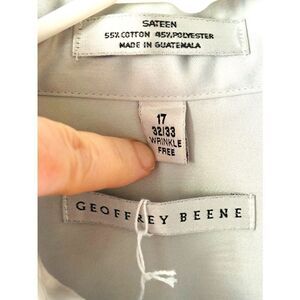 SATEEN
55% COTTON 45% POLYESTER
MADE IN GUATEMALA
17
32/33
WRINKLE
FREE
GEOFFREY BEENE